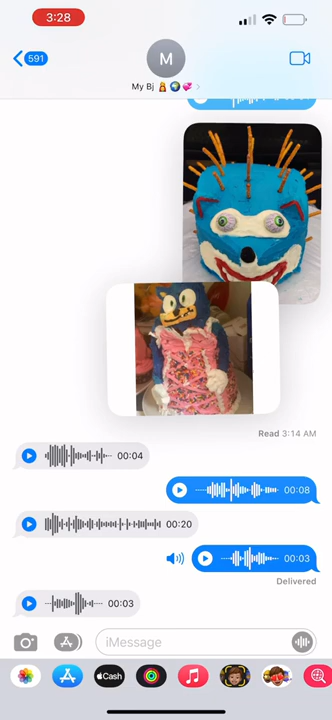 3:28
591
M
My Bj 👩‍❤️‍👩🌍💞 >
Read 3:14 AM
00:04
00:08
00:20
00:03
Delivered
00:03
iMessage
Cash